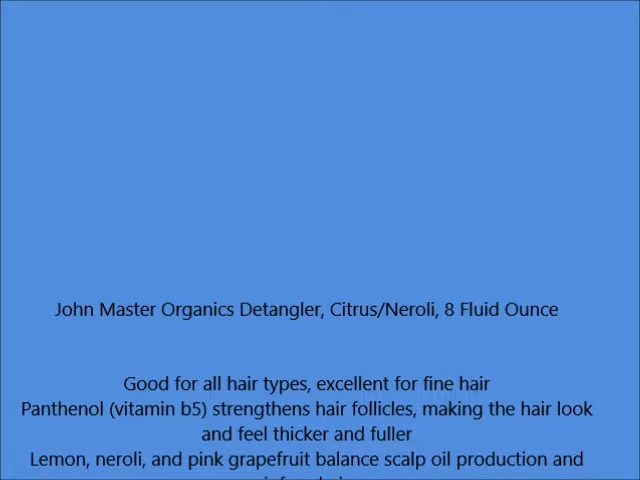 John Master Organics Detangler, Citrus/Neroli, 8 Fluid Ounce
Good for all hair types, excellent for fine hair
Panthenol (vitamin b5) strengthens hair follicles, making the hair look
and feel thicker and fuller
Lemon, neroli, and pink grapefruit balance scalp oil production and